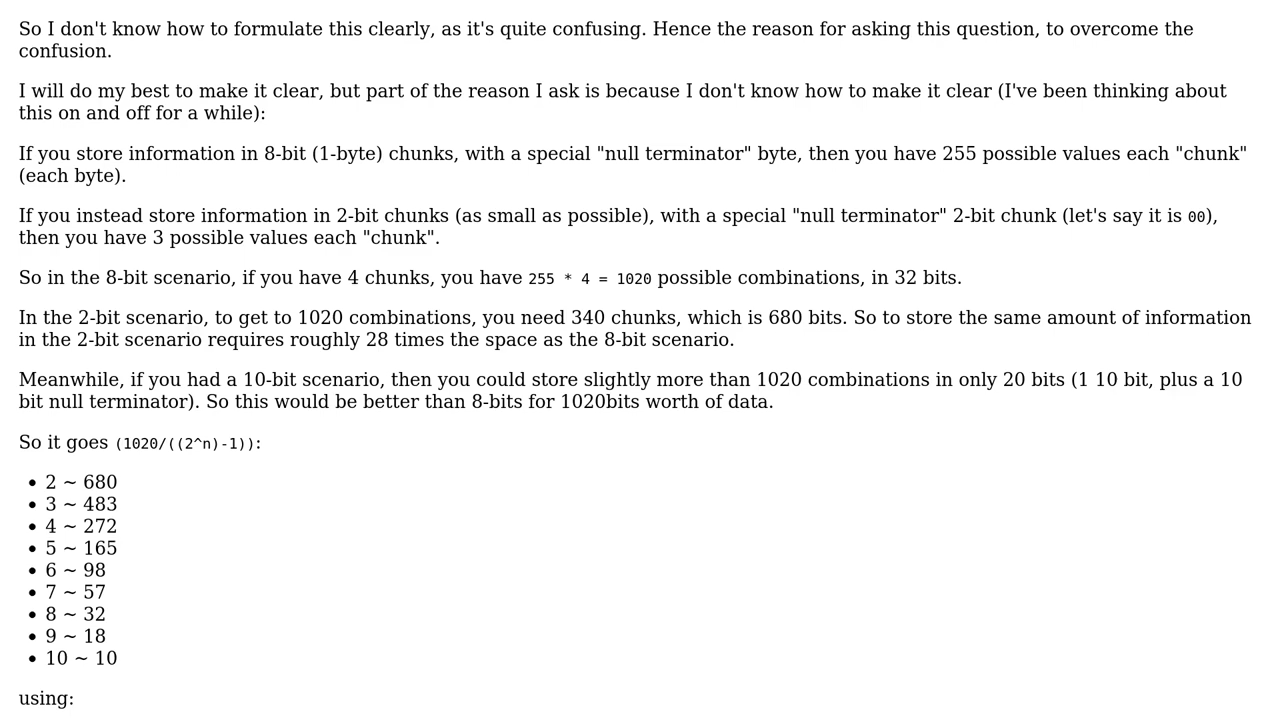 So I don't know how to formulate this clearly, as it's quite confusing. Hence the reason for asking this question, to overcome the
confusion.
I will do my best to make it clear, but part of the reason I ask is because I don't know how to make it clear (I've been thinking about
this on and off for a while):
If you store information in 8-bit (1-byte) chunks, with a special "null terminator" byte, then you have 255 possible values each "chunk"
(each byte).
If you instead store information in 2-bit chunks (as small as possible), with a special "null terminator" 2-bit chunk (let's say it is 00),
then you have 3 possible values each "chunk".
So in the 8-bit scenario, if you have 4 chunks, you have 255 * 4 = 1020 possible combinations, in 32 bits.
In the 2-bit scenario, to get to 1020 combinations, you need 340 chunks, which is 680 bits. So to store the same amount of information
in the 2-bit scenario requires roughly 28 times the space as the 8-bit scenario.
Meanwhile, if you had a 10-bit scenario, then you could store slightly more than 1020 combinations in only 20 bits (1 10 bit, plus a 10
bit null terminator). So this would be better than 8-bits for 1020bits worth of data.
So it goes (1020/((2^n)-1)):
• 2 ~ 680
• 3 ~ 483
• 4 ~ 272
• 5 ~ 165
• 6 ~ 98
• 7 ~ 57
• 8 ~ 32
• 9 ~ 18
• 10 ~ 10
using: